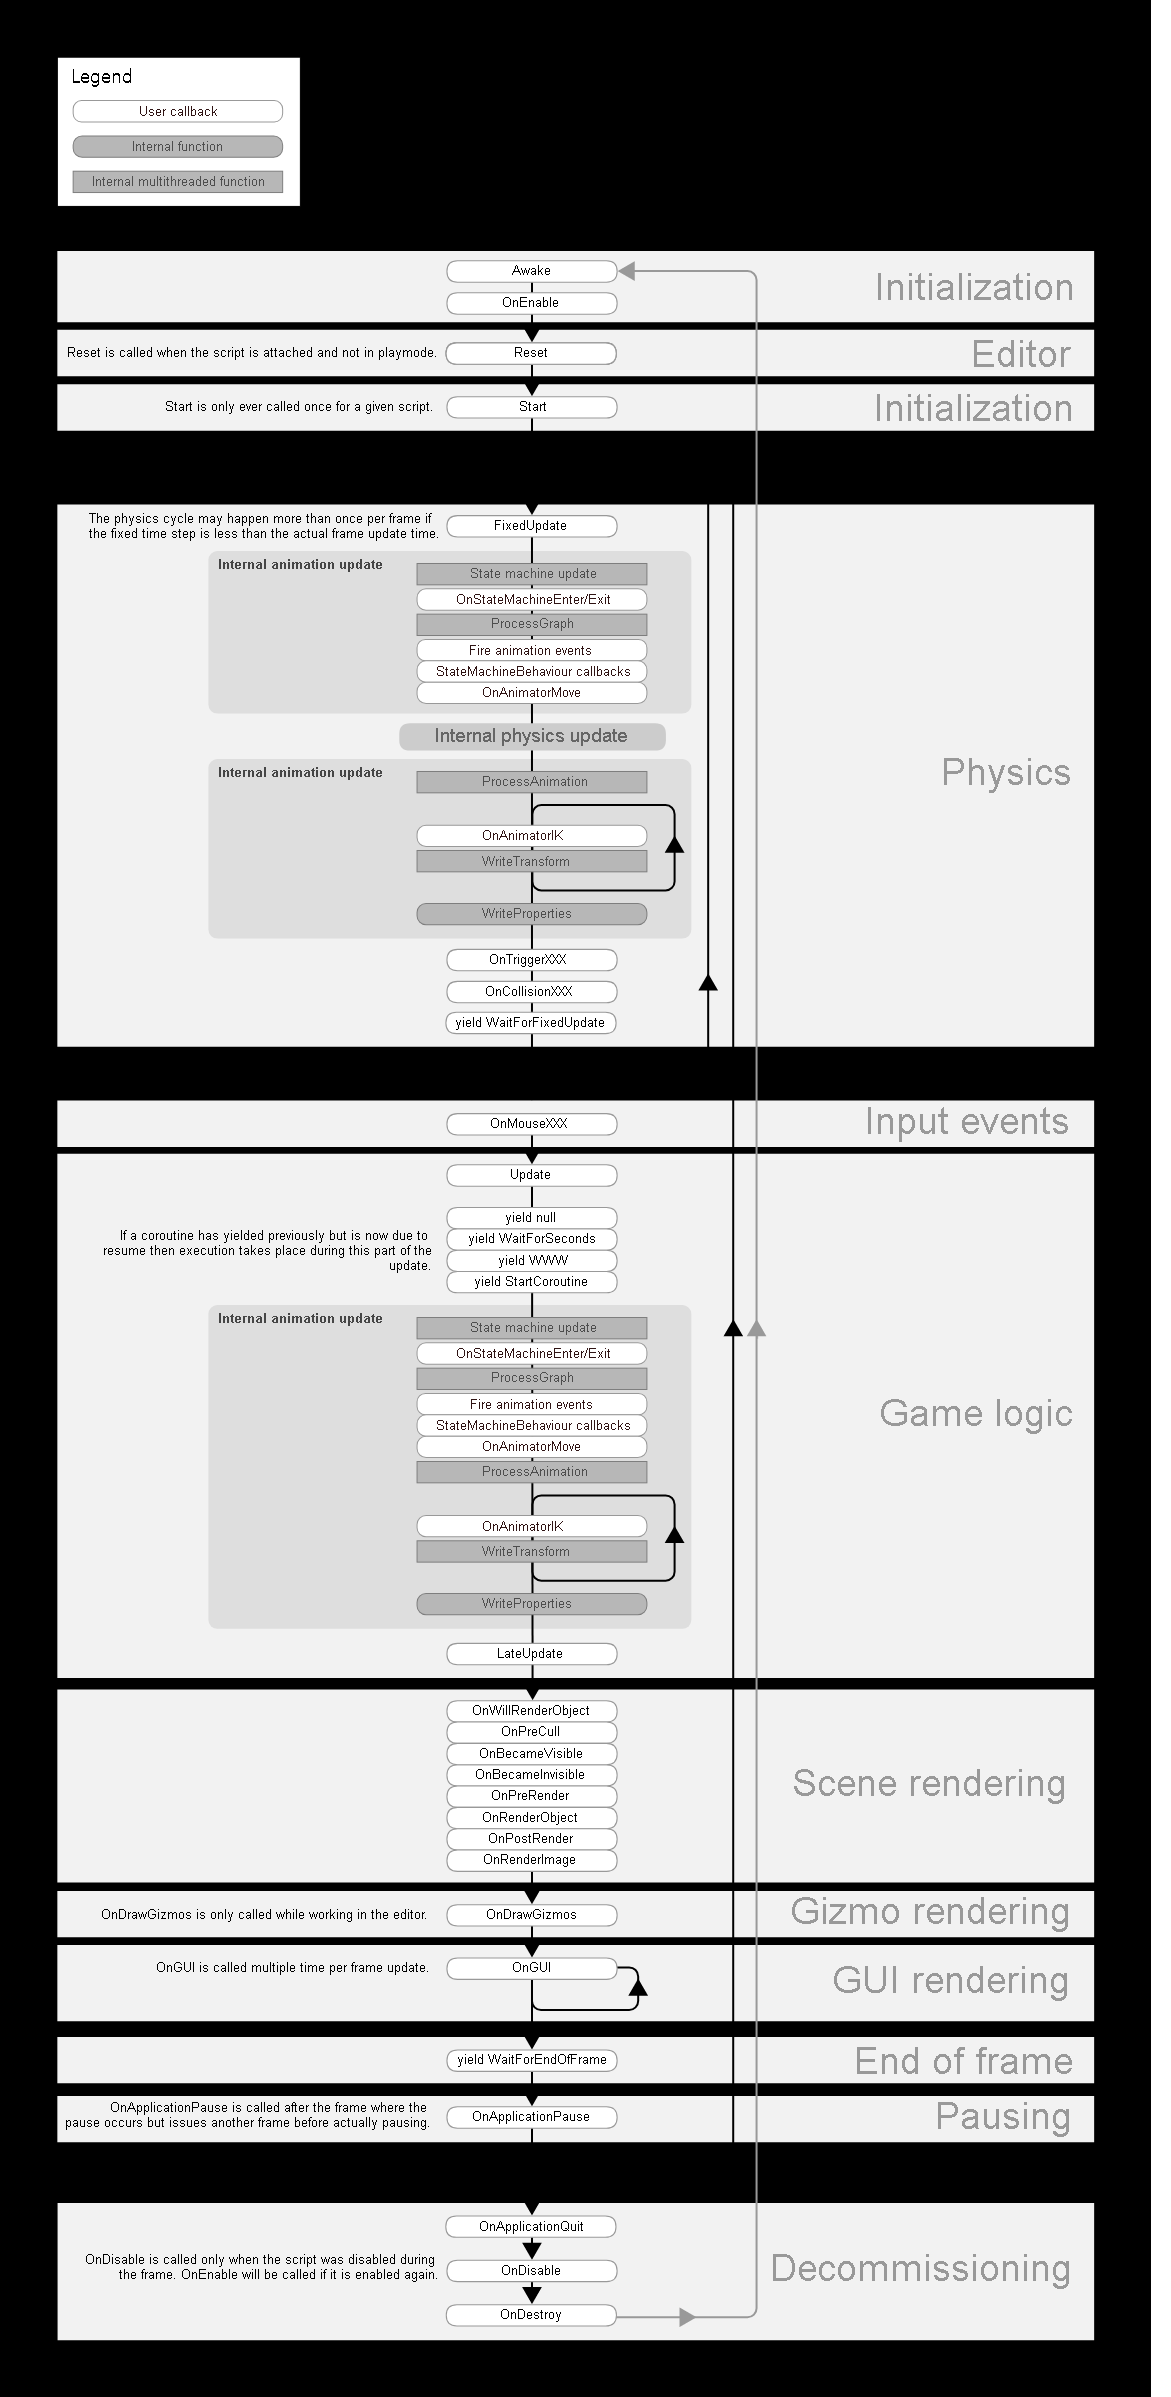 Legend
User callback
Internal function
Internal multithreaded function
Awake
Initialization
OnEnable
Reset is called when the script is attached and not in playmode.
Reset
Editor
Start is only ever called once for a given script.
Start
Initialization
The physics cycle may happen more than once per frame if
the fixed time step is less than the actual frame update time.
FixedUpdate
Internal animation update
State machine update
OnStateMachineEnter/Exit
ProcessGraph
Fire animation events
StateMachineBehaviour callbacks
OnAnimatorMove
Internal physics update
Physics
Internal animation update
ProcessAnimation
OnAnimatorIK
WriteTransform
WriteProperties
OnTriggerXXX
OnCollisionXXX
yield WaitForFixedUpdate
OnMouseXXX
Input events
Update
yield null
If a coroutine has yielded previously but is now due to
resume then execution takes place during this part of the
update.
yield WaitForSeconds
yield WWW
yield StartCoroutine
Internal animation update
State machine update
OnStateMachineEnter/Exit
ProcessGraph
Fire animation events
Game logic
StateMachineBehaviour callbacks
OnAnimatorMove
ProcessAnimation
OnAnimatorIK
WriteTransform
WriteProperties
LateUpdate
OnWillRenderObject
OnPreCull
OnBecameVisible
OnBecameInvisible
Scene rendering
OnPreRender
OnRenderObject
OnPostRender
OnRenderImage
OnDrawGizmos is only called while working in the editor.
OnDrawGizmos
Gizmo rendering
OnGUI is called multiple time per frame update.
OnGUI
GUI rendering
yield WaitForEndOfFrame
End of frame
OnApplicationPause is called after the frame where the
pause occurs but issues another frame before actually pausing.
OnApplicationPause
Pausing
OnApplicationQuit
OnDisable is called only when the script was disabled during
the frame. OnEnable will be called if it is enabled again.
OnDisable
Decommissioning
OnDestroy